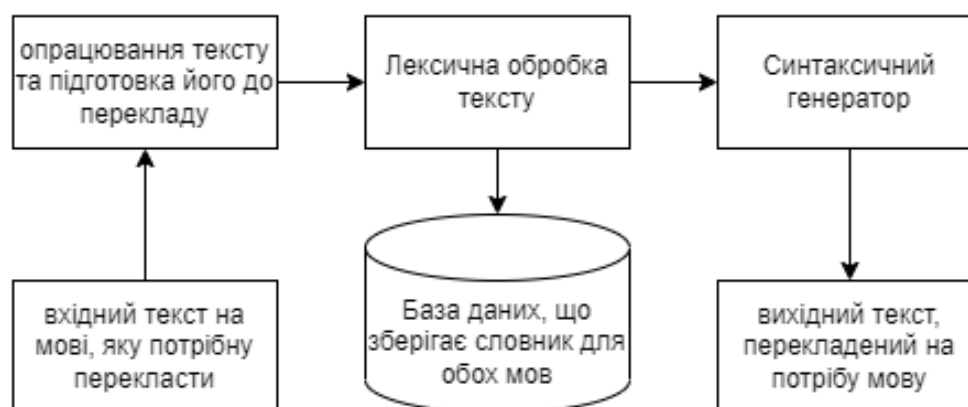 опрацювання тексту
та підготовка його до
перекладу
Лексична обробка
тексту
Синтаксичний
генератор
вхідний текст на
мові, яку потрібну
перекласти
База даних, що
зберігає словник для
обох мов
вихідний текст,
перекладений на
потрібу мову